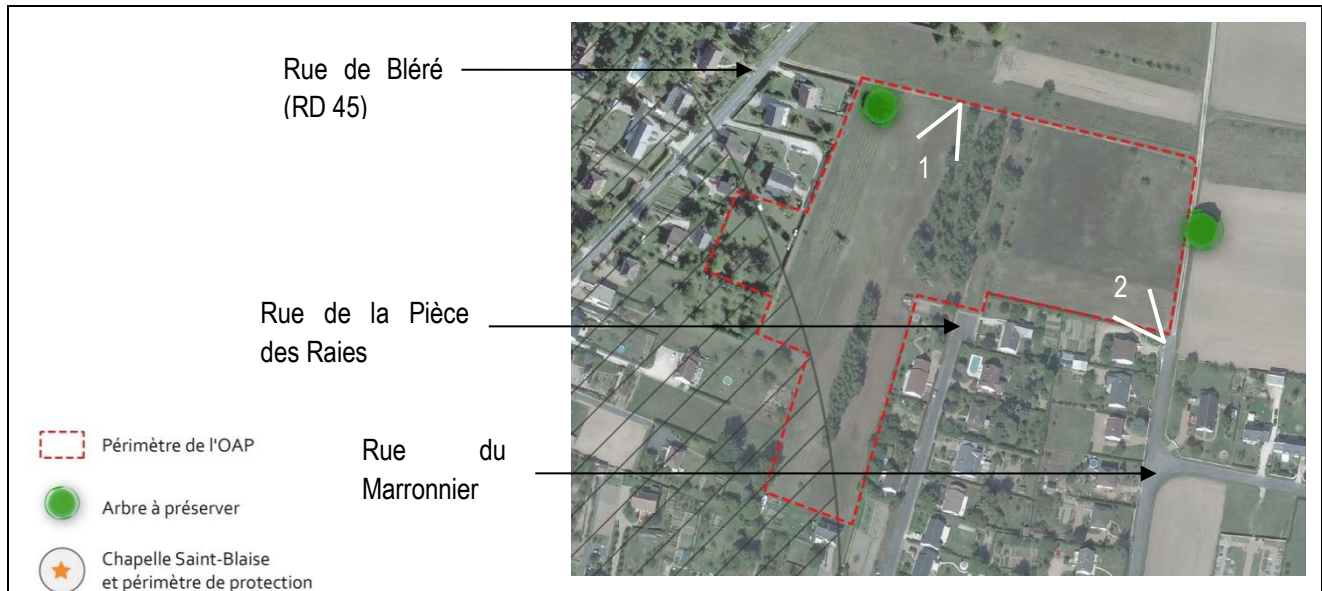 Rue de Bléré
(RD 45)
1
2
Rue de la Pièce
des Raies
Rue du
Marronnier
Périmètre de l'OAP
Arbre à préserver
Chapelle Saint-Blaise
et périmètre de protection